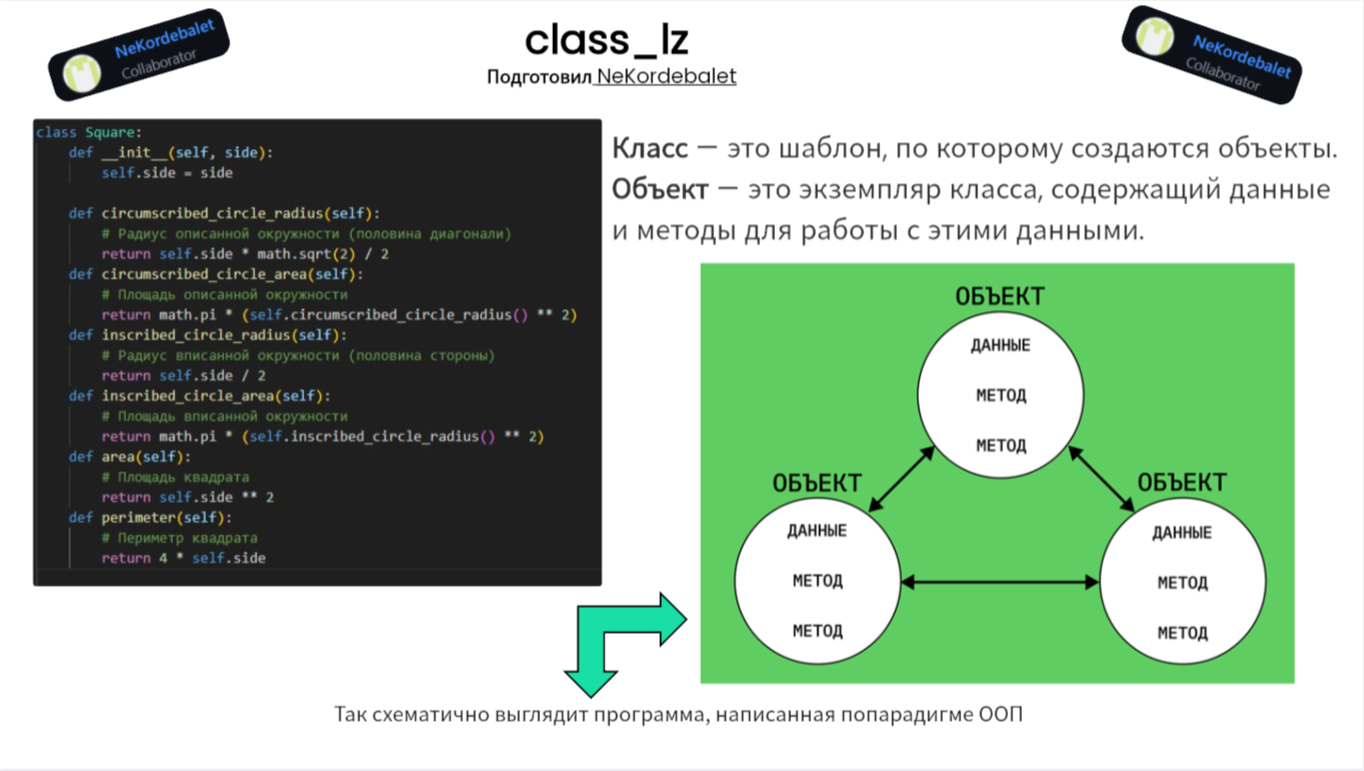 NeKordebalet
Collaborator
class_lz
Подготовил NeKordebalet
NeKordebalet
Collaborator
class Square:
def __init__(self, side):
self.side = side
def circumscribed_circle_radius(self):
# Радиус описанной окружности (половина диагонали)
return self.side * math.sqrt(2) / 2
def circumscribed_circle_area(self):
# Площадь описанной окружности
return math.pi * (self.circumscribed_circle_radius() ** 2)
def inscribed_circle_radius(self):
# Радиус вписанной окружности (половина стороны)
return self.side / 2
def inscribed_circle_area(self):
# Площадь вписанной окружности
return math.pi * (self.inscribed_circle_radius() ** 2)
def area(self):
# Площадь квадрата
return self.side ** 2
def perimeter(self):
# Периметр квадрата
return 4 * self.side
Класс — это шаблон, по которому создаются объекты.
Объект — это экземпляр класса, содержащий данные
и методы для работы с этими данными.
ОБЪЕКТ
ДАННЫЕ
МЕТОД
МЕТОД
ОБЪЕКТ
ДАННЫЕ
МЕТОД
МЕТОД
ОБЪЕКТ
ДАННЫЕ
МЕТОД
МЕТОД
Так схематично выглядит программа, написанная попарадигме ООП